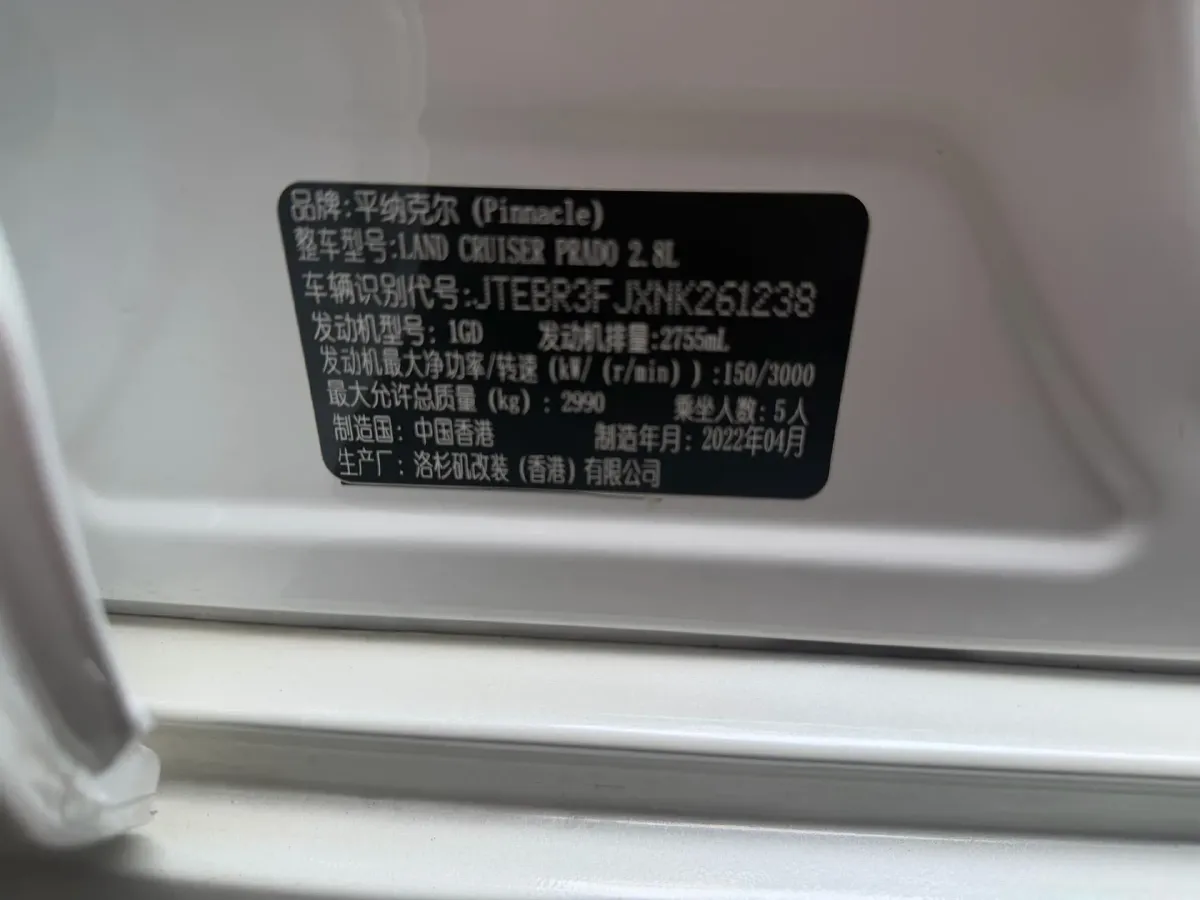 品牌:平纳克尔 (Pinnacle)
整车型号:LAND CRUISER PRADO 2.8L
车辆识别代号:JTEBR3FJXNK261238
发动机型号: 1GD 发动机排量:2755mL
发动机最大净功率/转速 (kW/ (r/min) ) :150/3000
最大允许总质量 (kg) : 2990 乘坐人数: 5人
制造国: 中国香港 制造年月: 2022年04月
生产厂: 洛杉矶改装 (香港) 有限公司